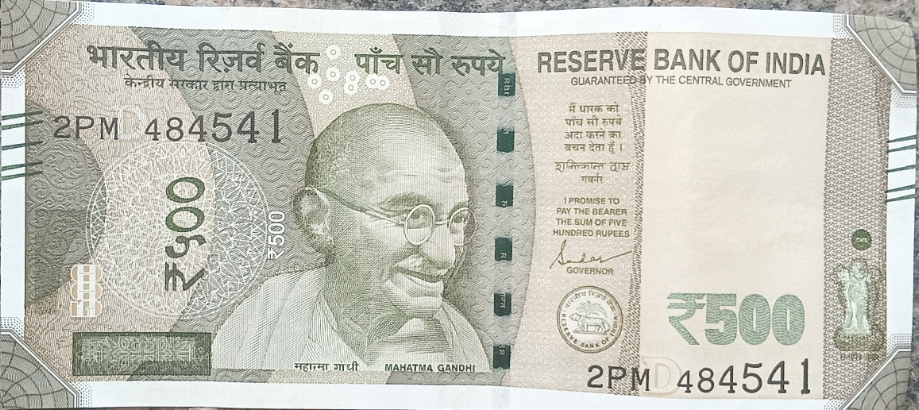 भारतीय रिज़र्व बैंक
केन्द्रीय सरकार द्वारा प्रत्याभूत
पाँच सौ रुपये
RESERVE BANK OF INDIA
GUARANTEED BY THE CENTRAL GOVERNMENT
2PM 484541
₹५००
₹500
मैं धारक को
पाँच सौ रुपये
अदा करने का
वचन देता हूँ ।
शक्तिकान्त दास
गवर्नर
I PROMISE TO
PAY THE BEARER
THE SUM OF FIVE
HUNDRED RUPEES
GOVERNOR
RESERVE BANK OF INDIA
₹500
महात्मा गांधी
MAHATMA GANDHI
2PM 484541